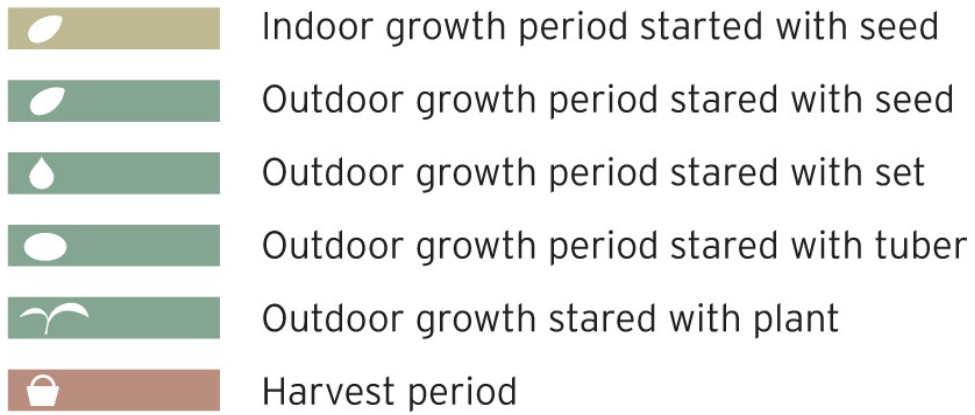 Indoor growth period started with seed
Outdoor growth period stared with seed
Outdoor growth period stared with set
Outdoor growth period stared with tuber
Outdoor growth stared with plant
Harvest period